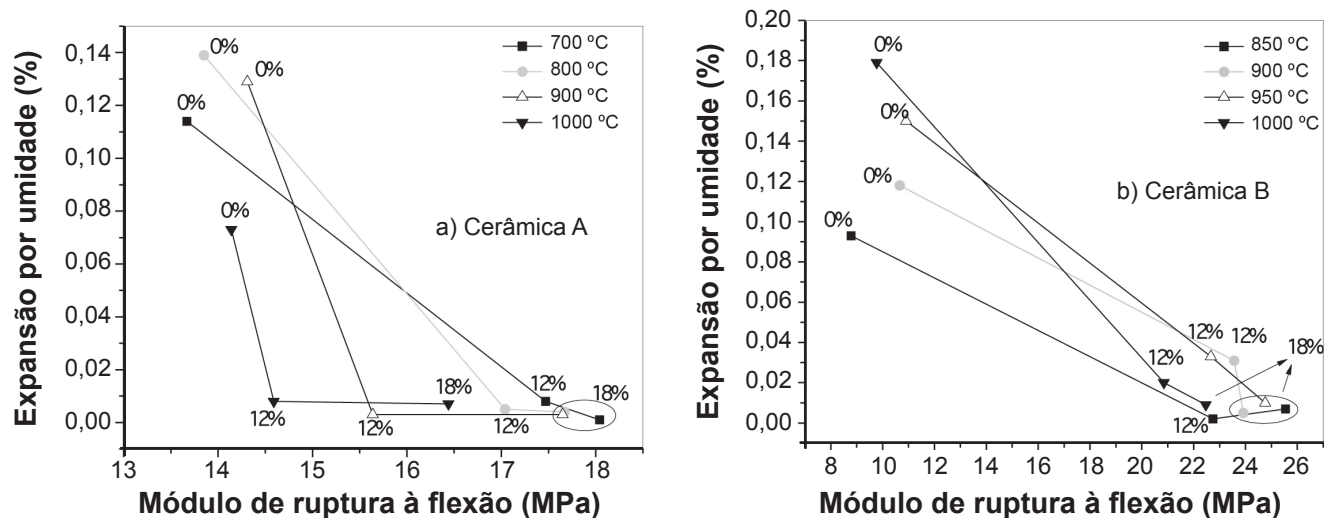 Expansão por umidade (%)
0,14
0,12
0,10
0,08
0,06
0,04
0,02
0,00
0%
0%
0%
0%
12%
12%
12%
12%
18%
18%
700 ºC
800 ºC
900 ºC
1000 ºC
a) Cerâmica A
13 14 15 16 17 18
Módulo de ruptura à flexão (MPa)
Expansão por umidade (%)
0,20
0,18
0,16
0,14
0,12
0,10
0,08
0,06
0,04
0,02
0,00
0%
0%
0%
0%
12%
12%
12%
12%
18%
850 ºC
900 ºC
950 ºC
1000 ºC
b) Cerâmica B
8 10 12 14 16 18 20 22 24 26
Módulo de ruptura à flexão (MPa)